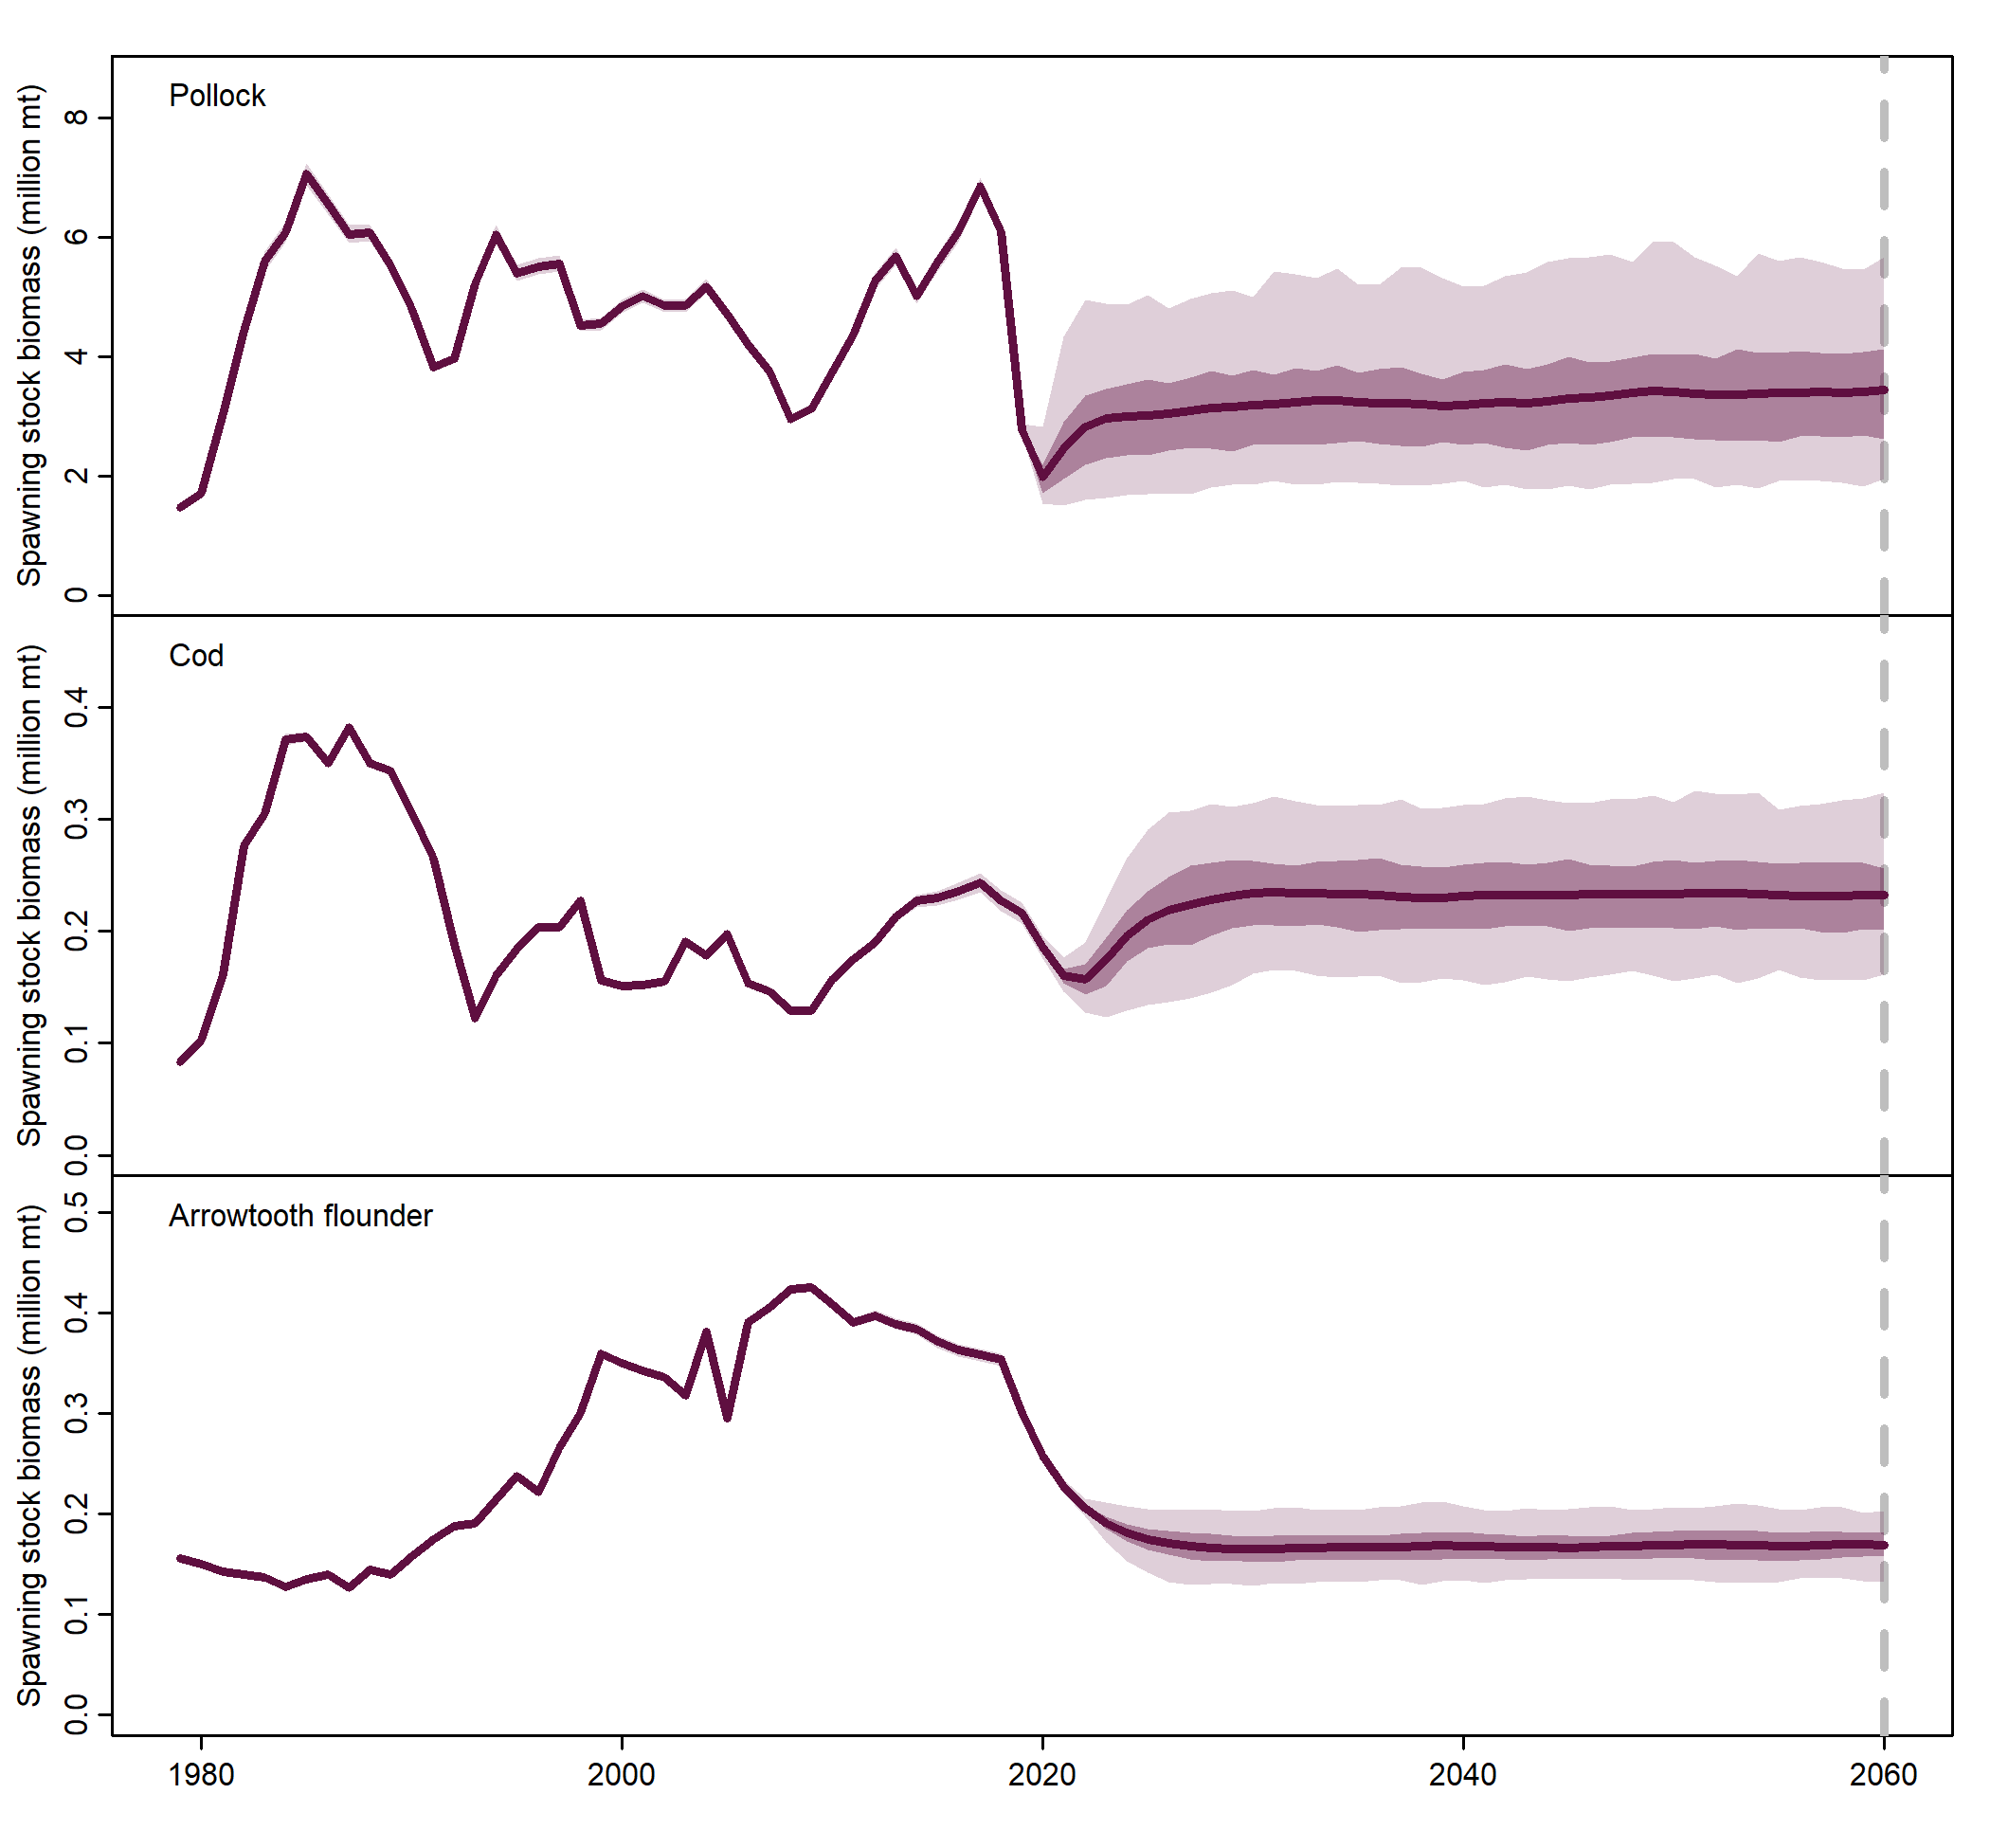 Pollock
Spawning stock biomass (million mt)
8
6
4
2
0
Cod
Spawning stock biomass (million mt)
0.4
0.3
0.2
0.1
0.0
Arrowtooth flounder
Spawning stock biomass (million mt)
0.5
0.4
0.3
0.2
0.1
0.0
1980 2000 2020 2040 2060